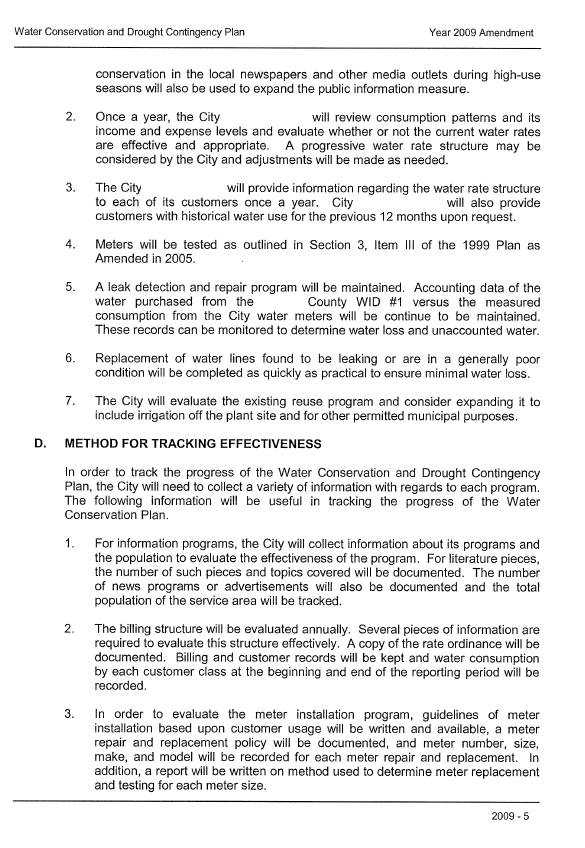 Water Conservation and Drought Contingency Plan Year 2009 Amendment
conservation in the local newspapers and other media outlets during high-use
seasons will also be used to expand the public information measure.
2. Once a year, the City will review consumption patterns and its
income and expense levels and evaluate whether or not the current water rates
are effective and appropriate. A progressive water rate structure may be
considered by the City and adjustments will be made as needed.
3. The City will provide information regarding the water rate structure
to each of its customers once a year. City will also provide
customers with historical water use for the previous 12 months upon request.
4. Meters will be tested as outlined in Section 3, Item III of the 1999 Plan as
Amended in 2005.
5. A leak detection and repair program will be maintained. Accounting data of the
water purchased from the County WID #1 versus the measured
consumption from the City water meters will be continue to be maintained.
These records can be monitored to determine water loss and unaccounted water.
6. Replacement of water lines found to be leaking or are in a generally poor
condition will be completed as quickly as practical to ensure minimal water loss.
7. The City will evaluate the existing reuse program and consider expanding it to
include irrigation off the plant site and for other permitted municipal purposes.
D. METHOD FOR TRACKING EFFECTIVENESS
In order to track the progress of the Water Conservation and Drought Contingency
Plan, the City will need to collect a variety of information with regards to each program.
The following information will be useful in tracking the progress of the Water
Conservation Plan.
1. For information programs, the City will collect information about its programs and
the population to evaluate the effectiveness of the program. For literature pieces,
the number of such pieces and topics covered will be documented. The number
of news programs or advertisements will also be documented and the total
population of the service area will be tracked.
2. The billing structure will be evaluated annually. Several pieces of information are
required to evaluate this structure effectively. A copy of the rate ordinance will be
documented. Billing and customer records will be kept and water consumption
by each customer class at the beginning and end of the reporting period will be
recorded.
3. In order to evaluate the meter installation program, guidelines of meter
installation based upon customer usage will be written and available, a meter
repair and replacement policy will be documented, and meter number, size,
make, and model will be recorded for each meter repair and replacement. In
addition, a report will be written on method used to determine meter replacement
and testing for each meter size.
2009 - 5